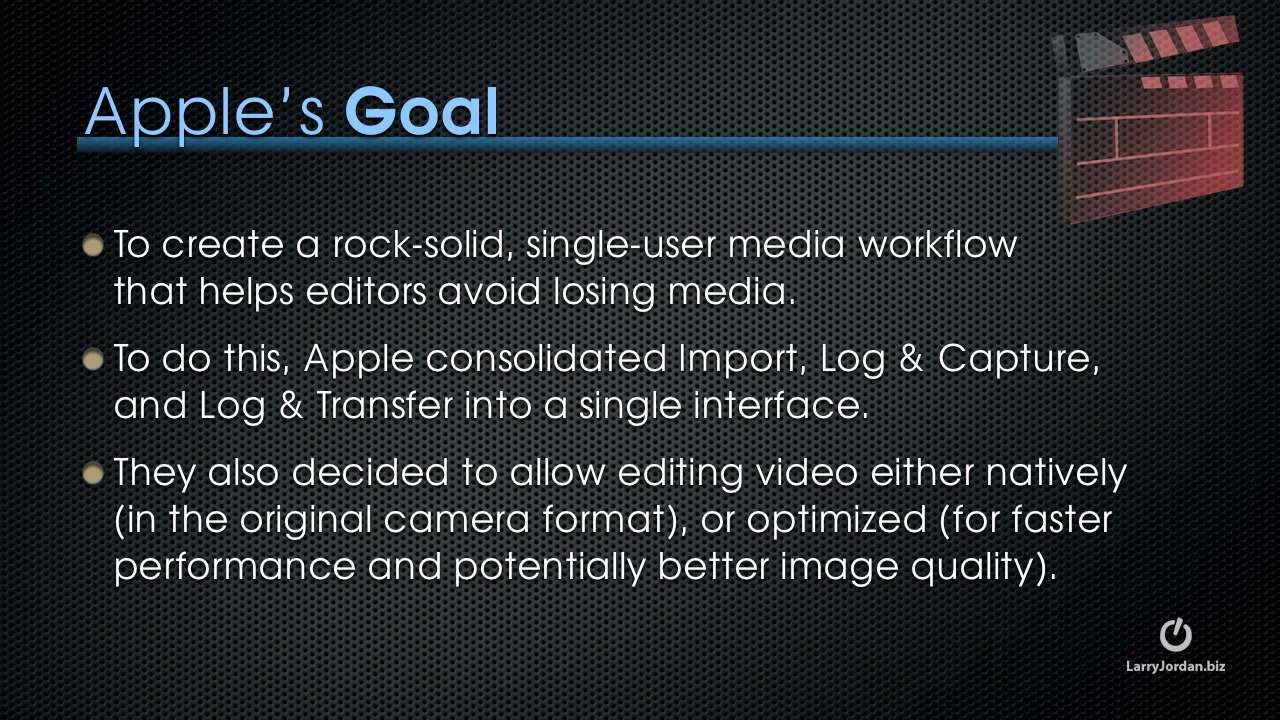 Apple’s Goal
To create a rock-solid, single-user media workflow
that helps editors avoid losing media.
To do this, Apple consolidated Import, Log & Capture,
and Log & Transfer into a single interface.
They also decided to allow editing video either natively
(in the original camera format), or optimized (for faster
performance and potentially better image quality).
LarryJordan.biz